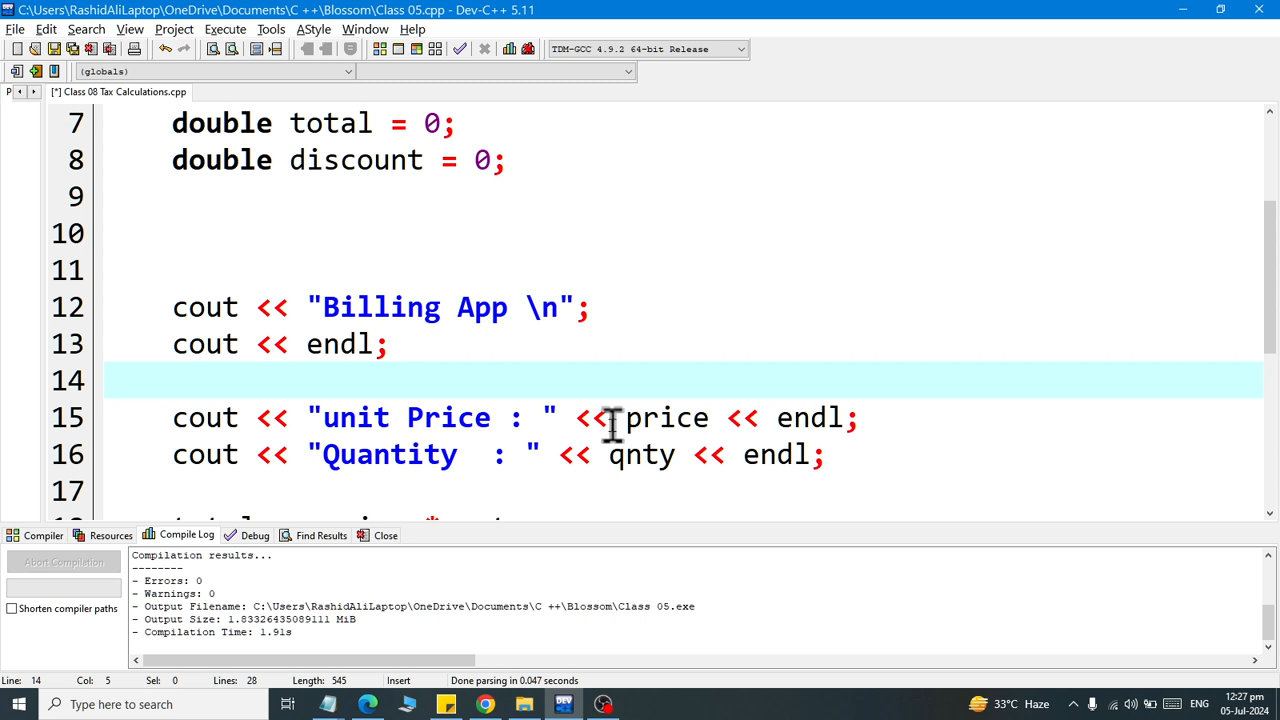 C:\Users\RashidAliLaptop\OneDrive\Documents\C ++\Blossom\Class 05.cpp - Dev-C++ 5.11
File Edit Search View Project Execute Tools AStyle Window Help
TDM-GCC 4.9.2 64-bit Release
(globals)
P [*] Class 08 Tax Calculations.cpp
7 double total = 0;
8 double discount = 0;
9
10
11
12 cout << "Billing App \n";
13 cout << endl;
14
15 cout << "unit Price : " << price << endl;
16 cout << "Quantity  : " << qnty << endl;
17
Compiler Resources Compile Log Debug Find Results Close
Abort Compilation
Shorten compiler paths
Compilation results...
--------
- Errors: 0
- Warnings: 0
- Output Filename: C:\Users\RashidAliLaptop\OneDrive\Documents\C ++\Blossom\Class 05.exe
- Output Size: 1.83326435089111 MiB
- Compilation Time: 1.91s
Line: 14 Col: 5 Sel: 0 Lines: 28 Length: 545 Insert Done parsing in 0.047 seconds
Type here to search
DEV
33°C Haze
ENG
12:27 pm
05-Jul-2024